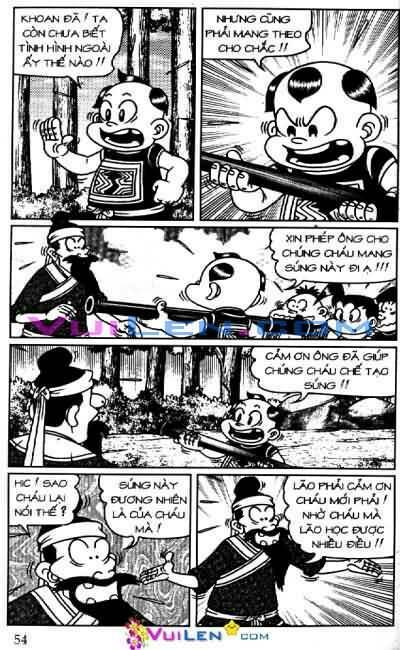 KHOAN ĐÃ ! TA
CÒN CHƯA BIẾT
TÌNH HÌNH NGOÀI
ẤY THẾ NÀO !!
NHƯNG CŨNG
PHẢI MANG THEO
CHO CHẮC !!
XIN PHÉP ÔNG CHO
CHÚNG CHÁU MANG
SÚNG NÀY ĐI Ạ !!!
VUILEN.COM
CẢM ƠN ÔNG ĐÃ GIÚP
CHÚNG CHÁU CHẾ TẠO
SÚNG !!
HC ! SAO
CHÁU LẠI
NÓI THẾ ?
SÚNG NÀY
ĐƯƠNG NHIÊN
LÀ CỦA CHÁU
MÀ !
LÃO PHẢI CẢM ƠN
CHÁU MỚI PHẢI !
NHỜ CHÁU MÀ
LÃO HỌC ĐƯỢC
NHIỀU ĐIỀU !!
54
VUILEN.COM